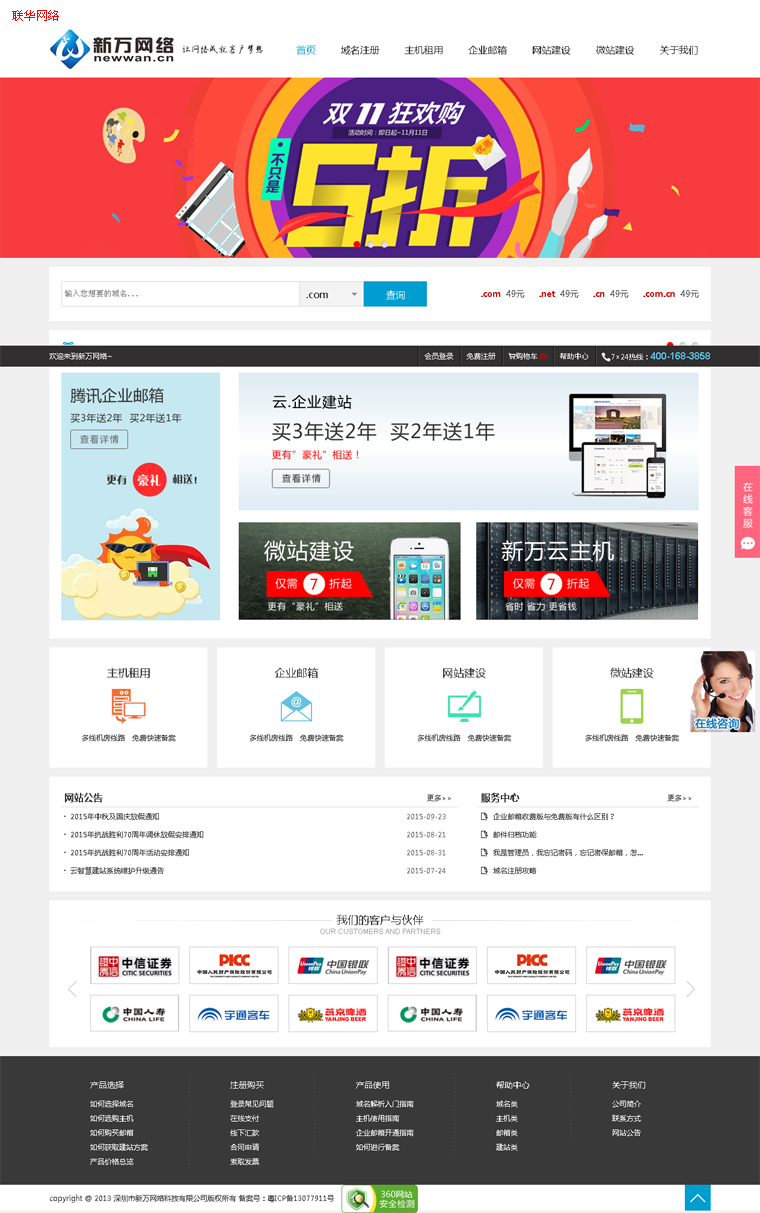 联华网络
新万网络
newwan.cn
让网络成就客户梦想
首页 域名注册 主机租用 企业邮箱 网站建设 微站建设 关于我们
双11狂欢购
活动时间：即日起~11月11日
不只是
5折
优惠
输入您想要的域名...
.com
查询
.com 49元 .net 49元 .cn 49元 .com.cn 49元
欢迎来到新万网络~
会员登录 免费注册 购物车(0) 帮助中心 7×24热线：400-168-3858
腾讯企业邮箱
买3年送2年 买2年送1年
查看详情
更有 豪礼 相送!
云.企业建站
买3年送2年 买2年送1年
更有"豪礼"相送！
查看详情
微站建设
仅需 7 折起
更有“豪礼”相送
新万云主机
仅需 7 折起
省时 省力 更省钱
在线客服
主机租用
多线机房线路 免费快速备案
企业邮箱
多线机房线路 免费快速备案
网站建设
多线机房线路 免费快速备案
微站建设
多线机房线路 免费快速备案
在线咨询
网站公告 更多>>
· 2015年中秋及国庆放假通知 2015-09-23
· 2015年抗战胜利70周年调休放假安排通知 2015-08-21
· 2015年抗战胜利70周年活动安排通知 2015-08-31
· 云智慧建站系统维护升级通告 2015-07-24
服务中心 更多>>
企业邮箱收费版与免费版有什么区别？
邮件归档功能
我是管理员，我忘记密码，忘记密保邮箱，怎...
域名注册攻略
我们的客户与伙伴
OUR CUSTOMERS AND PARTNERS
中信证券 CITIC SECURITIES
PICC 中国人民财产保险股份有限公司
UnionPay 银联 中国银联 China UnionPay
中信证券 CITIC SECURITIES
PICC 中国人民财产保险股份有限公司
UnionPay 银联 中国银联 China UnionPay
中国人寿 CHINA LIFE
宇通客车
燕京啤酒 YANJING BEER
中国人寿 CHINA LIFE
宇通客车
燕京啤酒 YANJING BEER
产品选择
如何选择域名
如何选购主机
如何购买邮箱
如何获取建站方案
产品价格总览
注册购买
登录常见问题
在线支付
线下汇款
合同申请
索取发票
产品使用
域名解析入门指南
主机使用指南
企业邮箱开通指南
如何进行备案
帮助中心
域名类
主机类
邮箱类
建站类
关于我们
公司简介
联系方式
网站公告
copyright @ 2013 深圳市新万网络科技有限公司版权所有 备案号：粤ICP备13077911号
360网站
安全检测